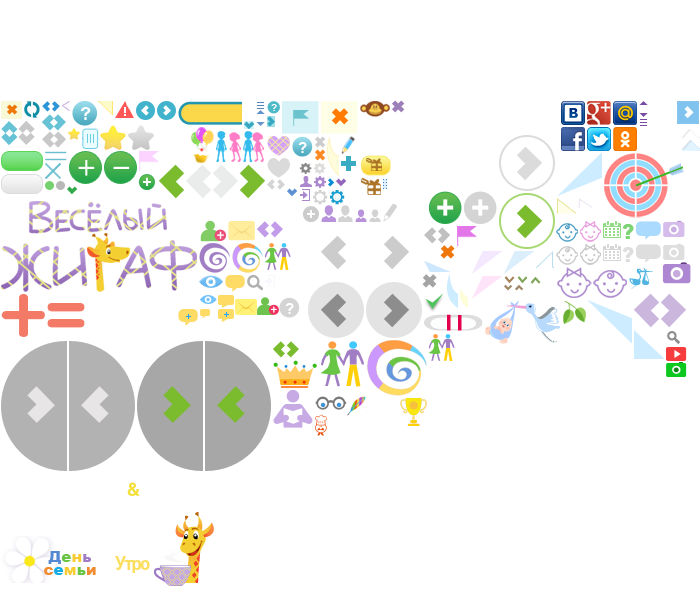 ВЕСЁЛЫЙ
ЖИРАФ
&
День
семьи
Утро